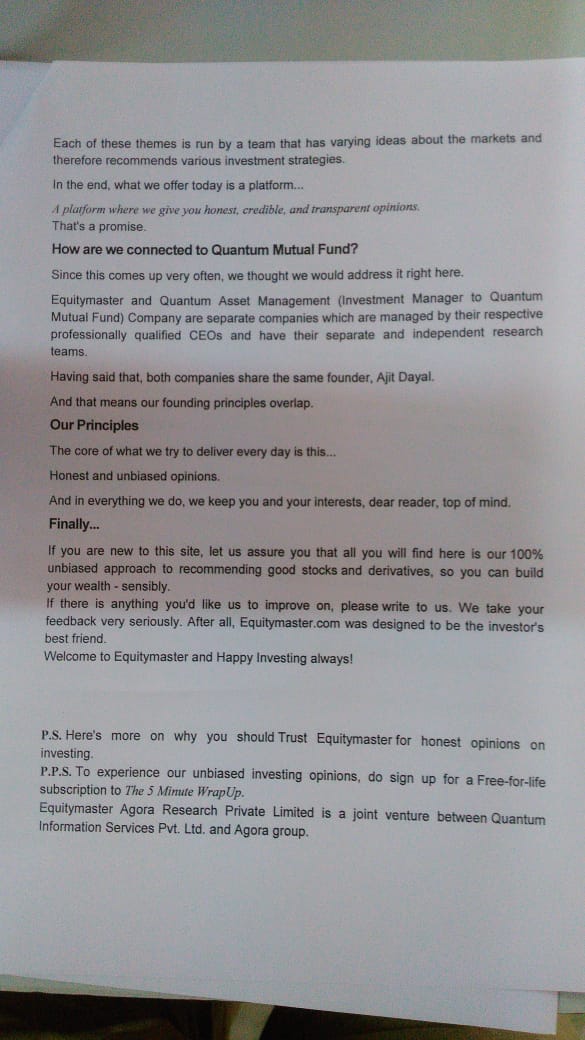 Each of these themes is run by a team that has varying ideas about the markets and
therefore recommends various investment strategies.
In the end, what we offer today is a platform...
A platform where we give you honest, credible, and transparent opinions.
That's a promise.
How are we connected to Quantum Mutual Fund?
Since this comes up very often, we thought we would address it right here.
Equitymaster and Quantum Asset Management (Investment Manager to Quantum
Mutual Fund) Company are separate companies which are managed by their respective
professionally qualified CEOs and have their separate and independent research
teams.
Having said that, both companies share the same founder, Ajit Dayal.
And that means our founding principles overlap.
Our Principles
The core of what we try to deliver every day is this...
Honest and unbiased opinions.
And in everything we do, we keep you and your interests, dear reader, top of mind.
Finally...
If you are new to this site, let us assure you that all you will find here is our 100%
unbiased approach to recommending good stocks and derivatives, so you can build
your wealth - sensibly.
If there is anything you'd like us to improve on, please write to us. We take your
feedback very seriously. After all, Equitymaster.com was designed to be the investor's
best friend.
Welcome to Equitymaster and Happy Investing always!
P.S. Here's more on why you should Trust Equitymaster for honest opinions on
investing.
P.P.S. To experience our unbiased investing opinions, do sign up for a Free-for-life
subscription to The 5 Minute WrapUp.
Equitymaster Agora Research Private Limited is a joint venture between Quantum
Information Services Pvt. Ltd. and Agora group.